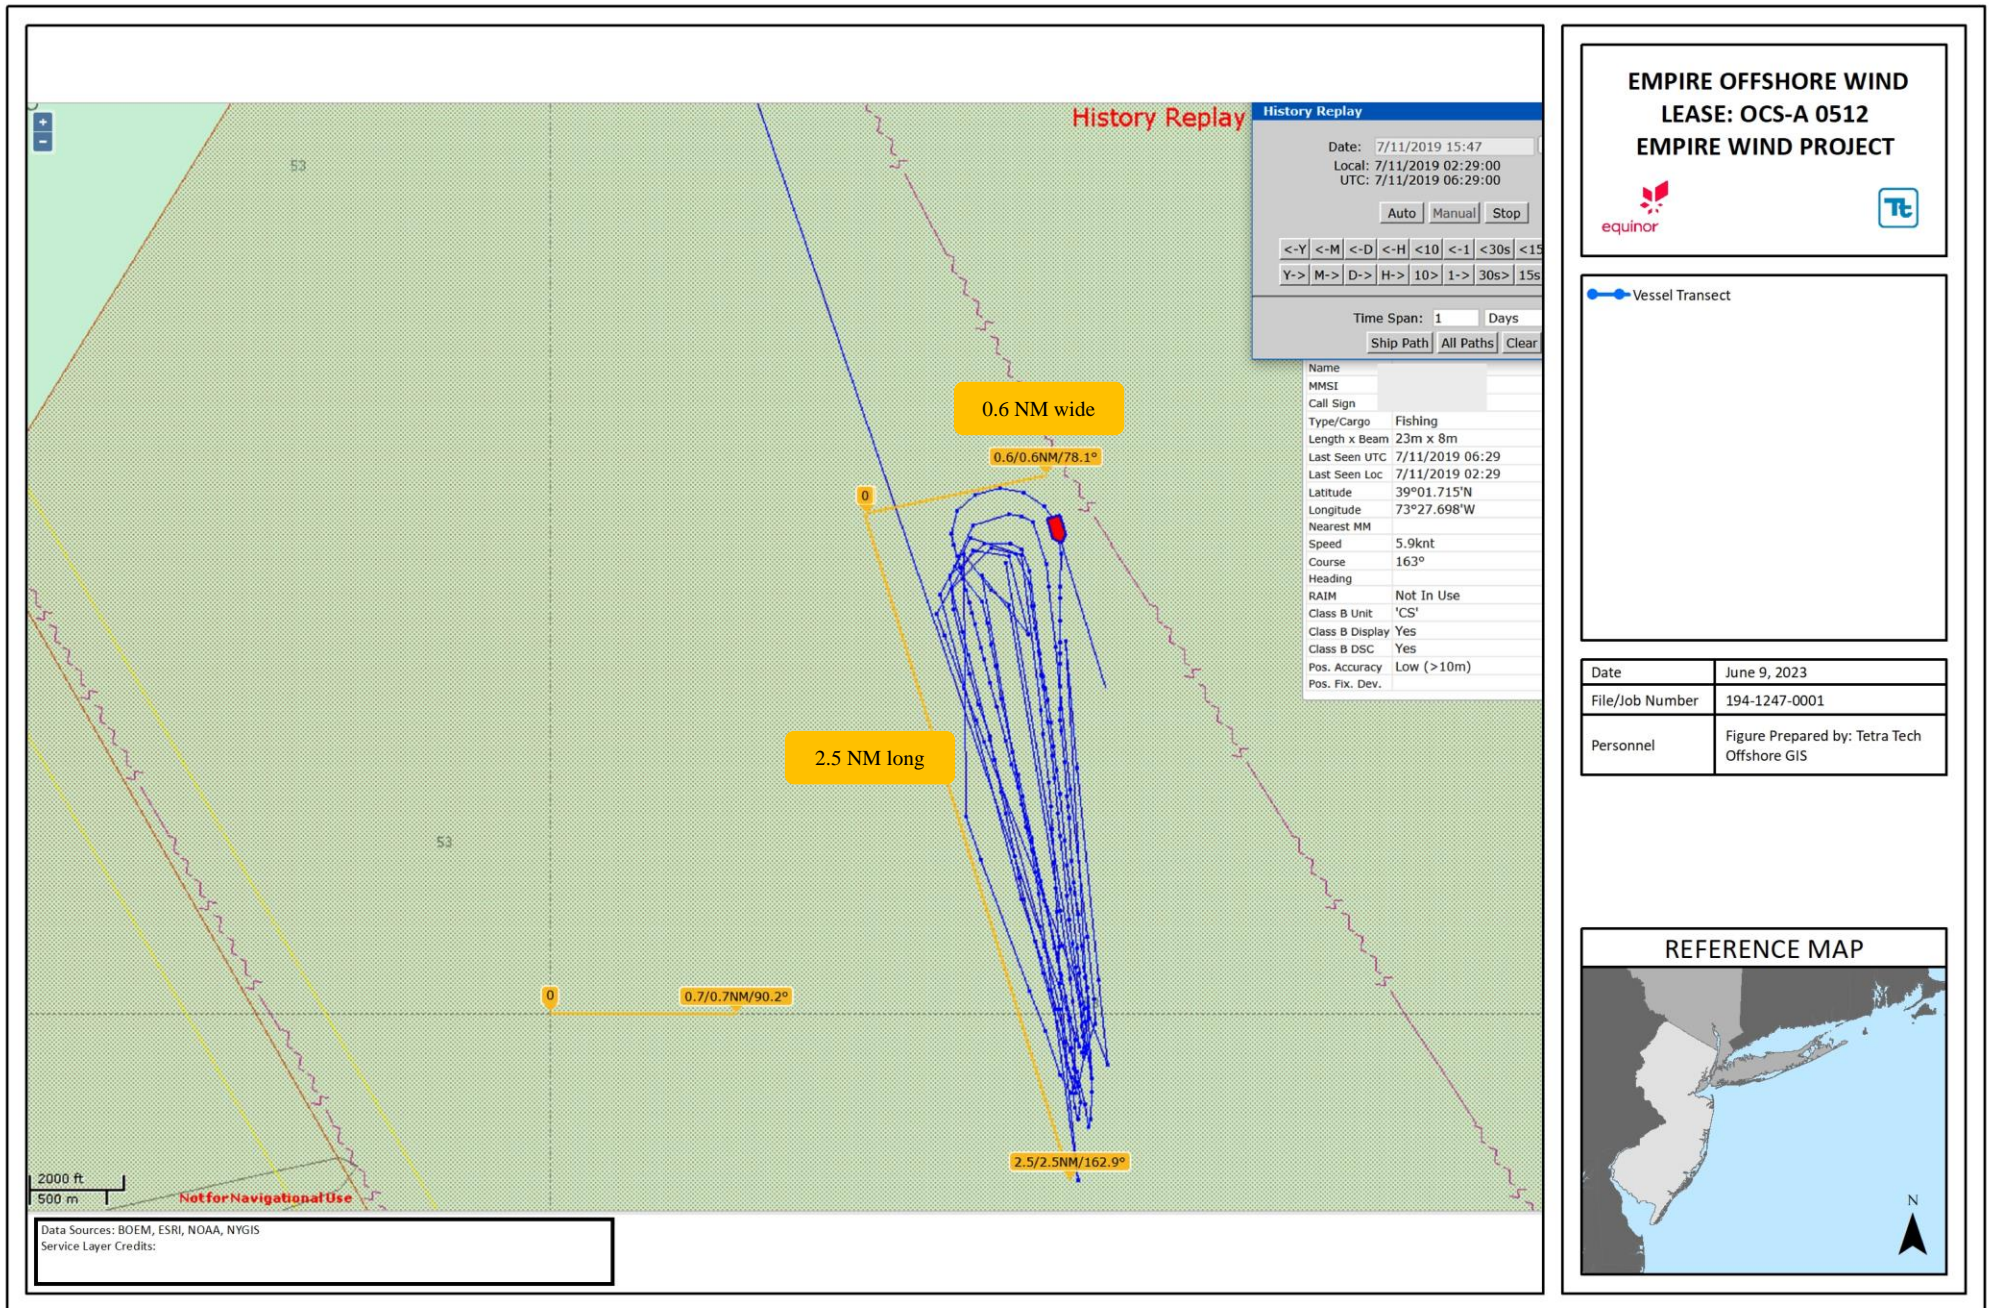 History Replay
History Replay
Date: 7/11/2019 15:47
Local: 7/11/2019 02:29:00
UTC: 7/11/2019 06:29:00
Auto Manual Stop
<-Y <-M <-D <-H <10 <-1 <30s <15
Y-> M-> D-> H-> 10> 1-> 30s> 15s
Time Span: 1 Days
Ship Path All Paths Clear
Name
MMSI
Call Sign
Type/Cargo Fishing
Length x Beam 23m x 8m
Last Seen UTC 7/11/2019 06:29
Last Seen Loc 7/11/2019 02:29
Latitude 39°01.715'N
Longitude 73°27.698'W
Nearest MM
Speed 5.9knt
Course 163°
Heading
RAIM Not In Use
Class B Unit 'CS'
Class B Display Yes
Class B DSC Yes
Pos. Accuracy Low (>10m)
Pos. Fix. Dev.
+
-
53
0.6 NM wide
0.6/0.6NM/78.1°
0
2.5 NM long
53
0
0.7/0.7NM/90.2°
2.5/2.5NM/162.9°
2000 ft
500 m
Not for Navigational Use
Data Sources: BOEM, ESRI, NOAA, NYGIS
Service Layer Credits:
EMPIRE OFFSHORE WIND
LEASE: OCS-A 0512
EMPIRE WIND PROJECT
equinor
Tt
Vessel Transect
Date June 9, 2023
File/Job Number 194-1247-0001
Personnel Figure Prepared by: Tetra Tech
Offshore GIS
REFERENCE MAP
N